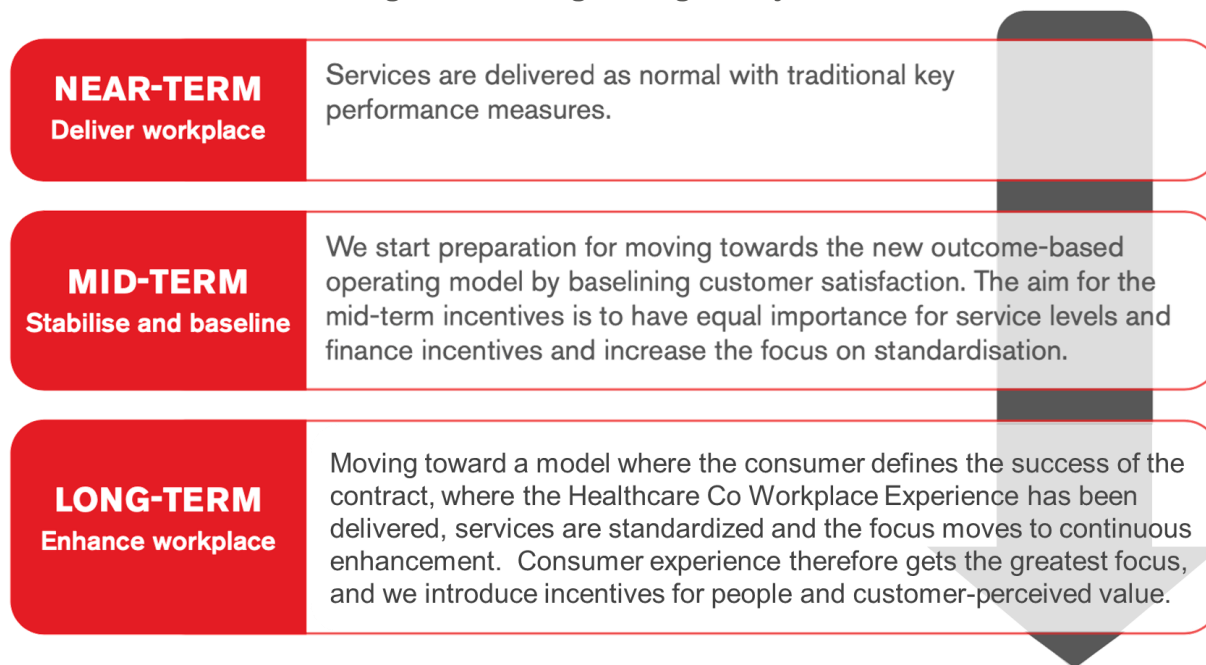 NEAR-TERM
Deliver workplace
Services are delivered as normal with traditional key
performance measures.
MID-TERM
Stabilise and baseline
We start preparation for moving towards the new outcome-based
operating model by baselining customer satisfaction. The aim for the
mid-term incentives is to have equal importance for service levels and
finance incentives and increase the focus on standardisation.
LONG-TERM
Enhance workplace
Moving toward a model where the consumer defines the success of the
contract, where the Healthcare Co Workplace Experience has been
delivered, services are standardized and the focus moves to continuous
enhancement.  Consumer experience therefore gets the greatest focus,
and we introduce incentives for people and customer-perceived value.